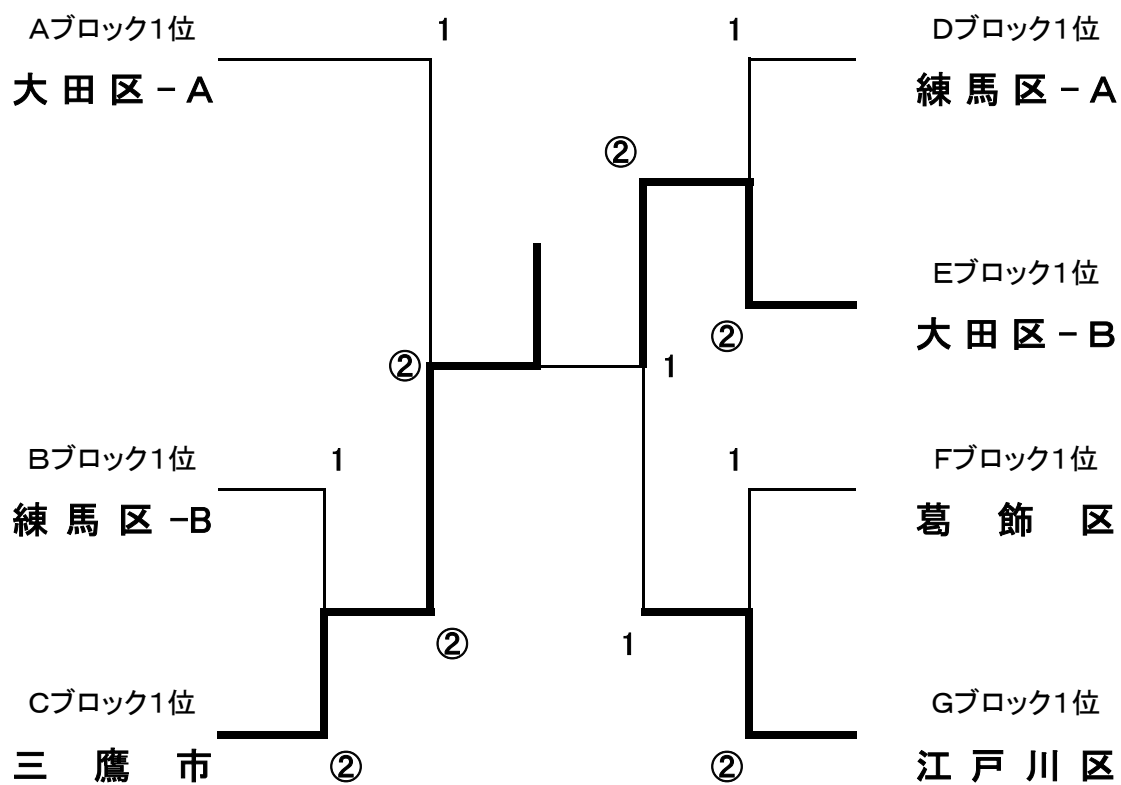 Aブロック1位
大田区-A
1
1
Dブロック1位
練馬区-A
②
Eブロック1位
大田区-B
②
②
1
Bブロック1位
練馬区-B
1
1
Fブロック1位
葛飾区
②
1
Cブロック1位
三鷹市
②
②
Gブロック1位
江戸川区